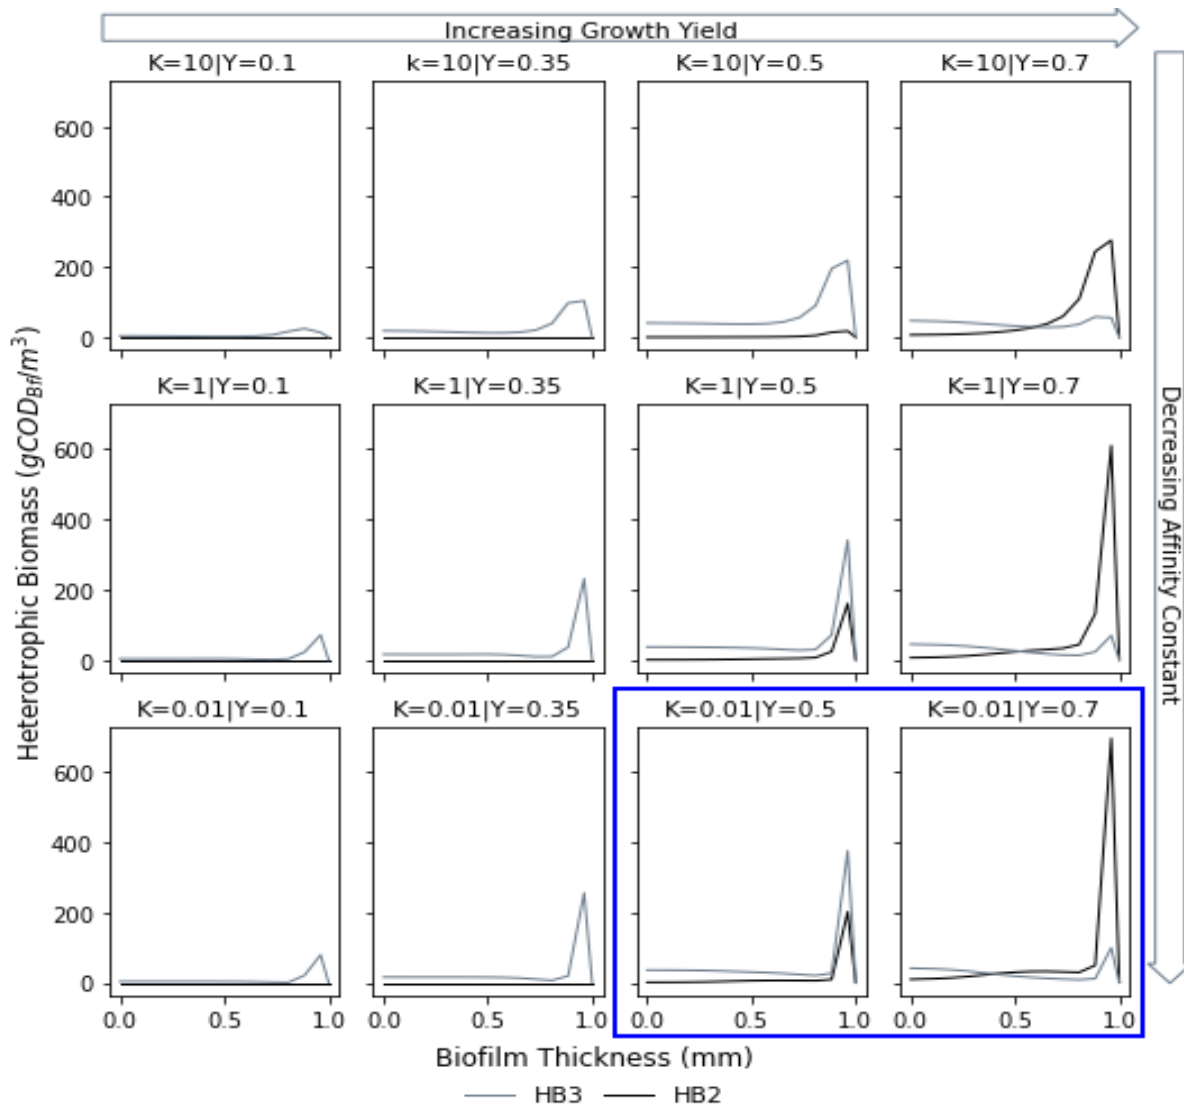 Increasing Growth Yield
K=10|Y=0.1 k=10|Y=0.35 K=10|Y=0.5 K=10|Y=0.7
600
400
200
0
K=1|Y=0.1 K=1|Y=0.35 K=1|Y=0.5 K=1|Y=0.7
600
400
200
0
K=0.01|Y=0.1 K=0.01|Y=0.35 K=0.01|Y=0.5 K=0.01|Y=0.7
600
400
200
0
0.0 0.5 1.0 0.0 0.5 1.0 0.0 0.5 1.0 0.0 0.5 1.0
Heterotrophic Biomass (gCOD_Bf/m³)
Decreasing Affinity Constant
Biofilm Thickness (mm)
HB3 HB2